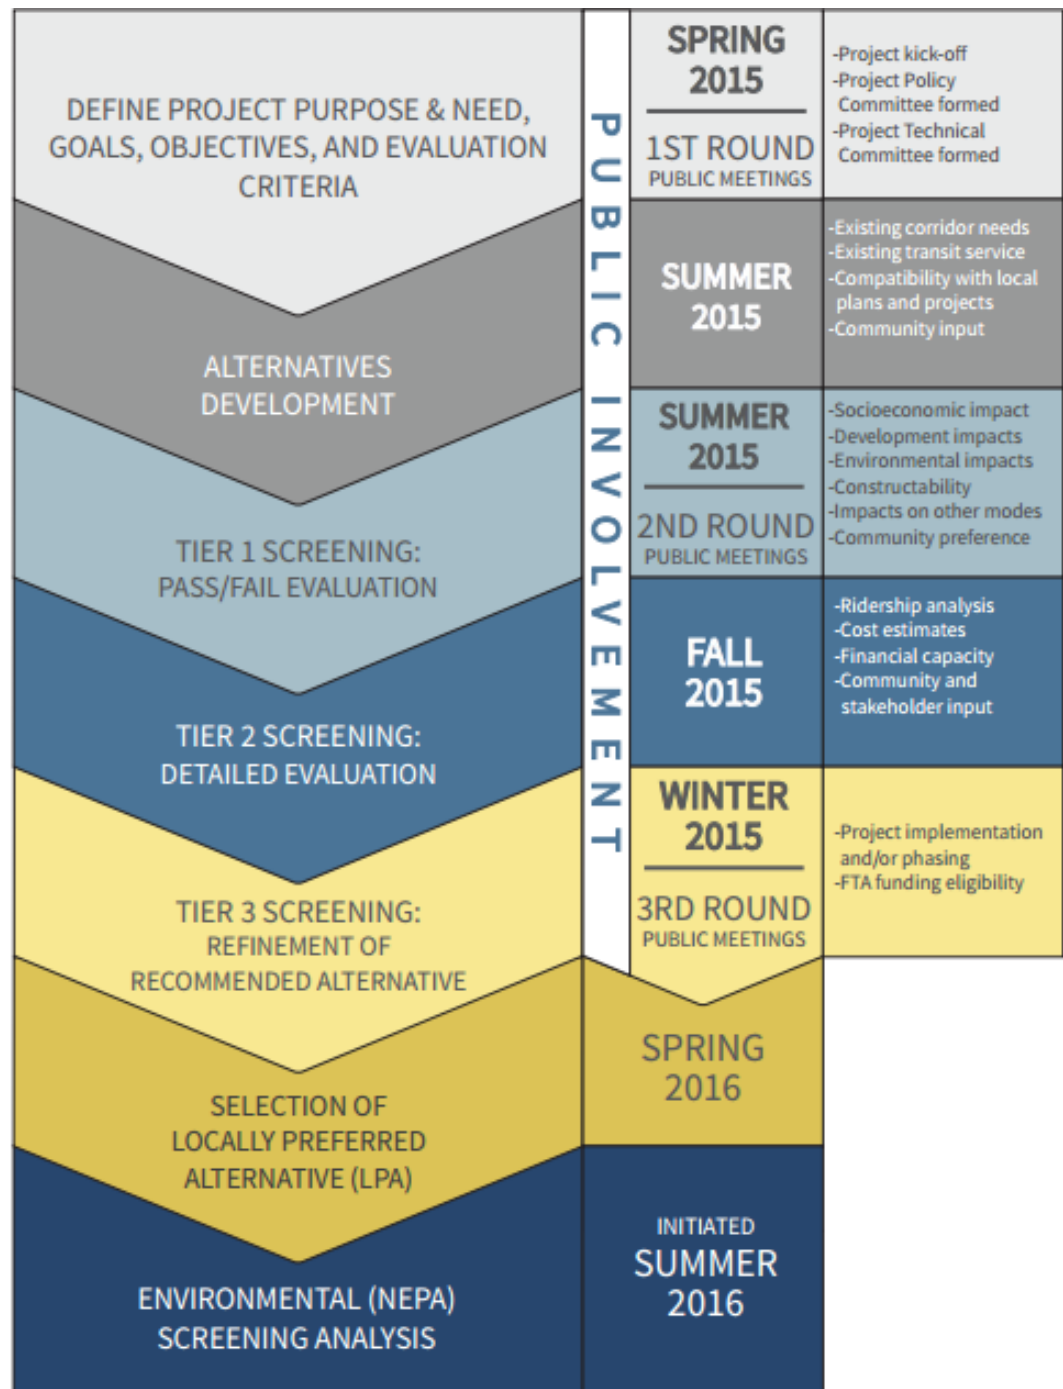 DEFINE PROJECT PURPOSE & NEED,
GOALS, OBJECTIVES, AND EVALUATION
CRITERIA
ALTERNATIVES
DEVELOPMENT
TIER 1 SCREENING:
PASS/FAIL EVALUATION
TIER 2 SCREENING:
DETAILED EVALUATION
TIER 3 SCREENING:
REFINEMENT OF
RECOMMENDED ALTERNATIVE
SELECTION OF
LOCALLY PREFERRED
ALTERNATIVE (LPA)
ENVIRONMENTAL (NEPA)
SCREENING ANALYSIS
PUBLIC INVOLVEMENT
SPRING
2015
1ST ROUND
PUBLIC MEETINGS
-Project kick-off
-Project Policy
Committee formed
-Project Technical
Committee formed
SUMMER
2015
-Existing corridor needs
-Existing transit service
-Compatibility with local
plans and projects
-Community input
SUMMER
2015
2ND ROUND
PUBLIC MEETINGS
-Socioeconomic impact
-Development impacts
-Environmental impacts
-Constructability
-Impacts on other modes
-Community preference
FALL
2015
-Ridership analysis
-Cost estimates
-Financial capacity
-Community and
stakeholder input
WINTER
2015
3RD ROUND
PUBLIC MEETINGS
-Project implementation
and/or phasing
-FTA funding eligibility
SPRING
2016
INITIATED
SUMMER
2016